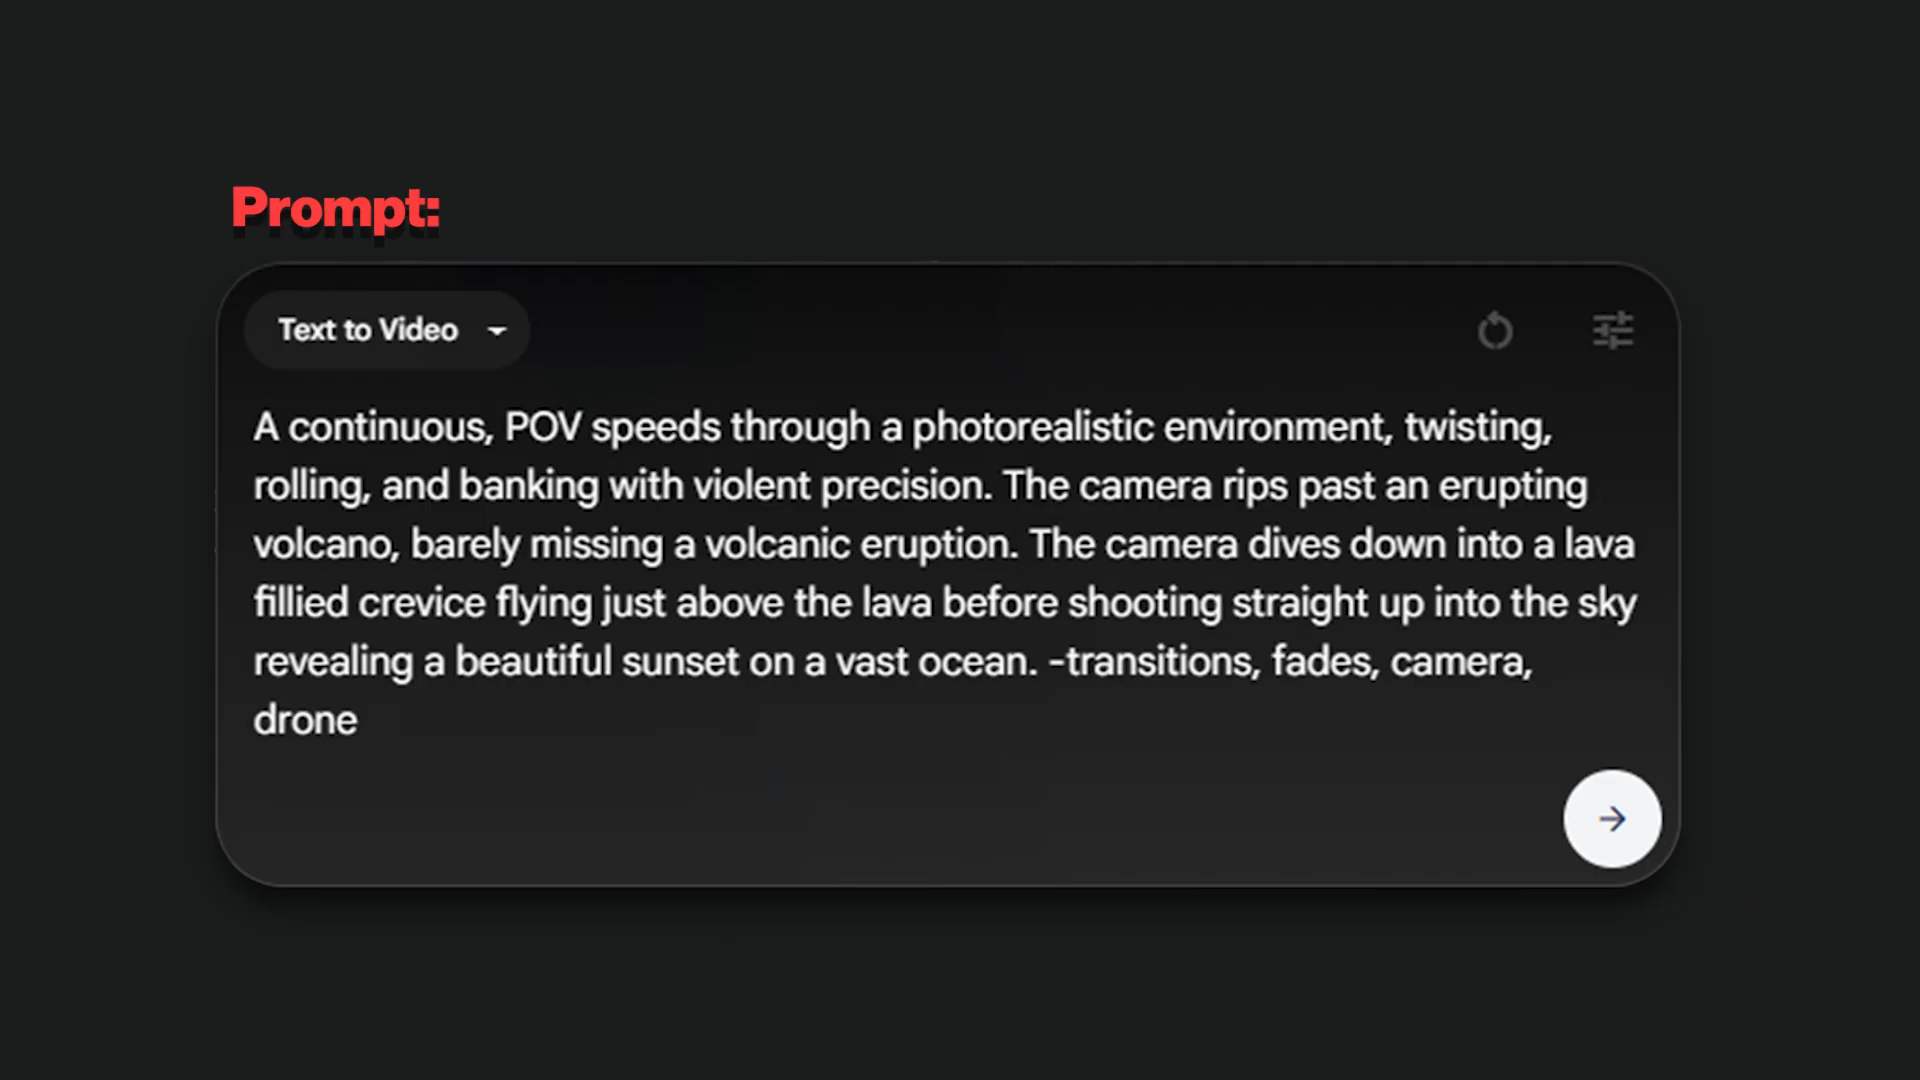 Prompt:
Text to Video
A continuous, POV speeds through a photorealistic environment, twisting,
rolling, and banking with violent precision. The camera rips past an erupting
volcano, barely missing a volcanic eruption. The camera dives down into a lava
fillied crevice flying just above the lava before shooting straight up into the sky
revealing a beautiful sunset on a vast ocean. -transitions, fades, camera,
drone